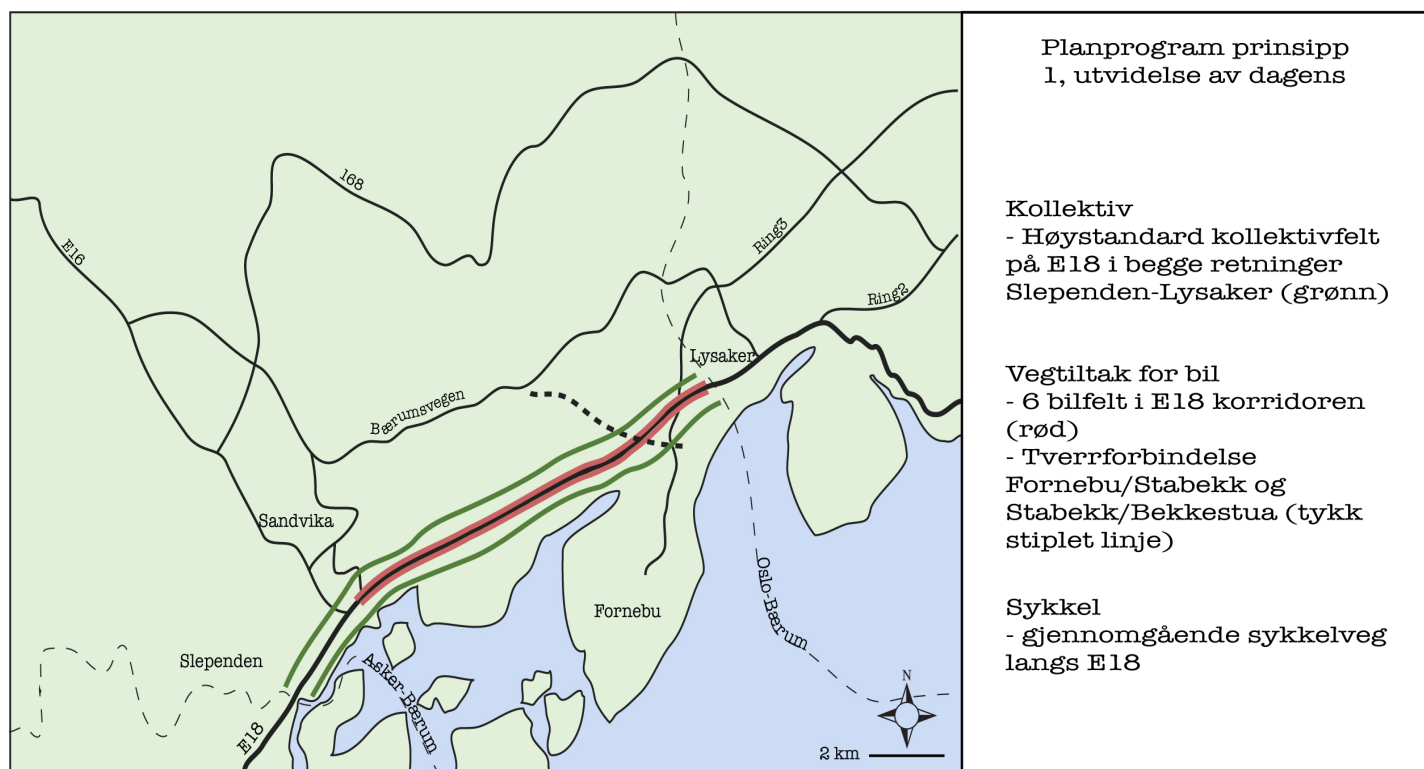 168
E16
Ring3
Ring2
Lysaker
Bærumsvegen
Sandvika
Fornebu
Oslo-Bærum
Slependen
Asker-Bærum
E18
N
2 km
Planprogram prinsipp
1, utvidelse av dagens
Kollektiv
- Høystandard kollektivfelt
på E18 i begge retninger
Slependen-Lysaker (grønn)
Vegtiltak for bil
- 6 bilfelt i E18 korridoren
(rød)
- Tverrforbindelse
Fornebu/Stabekk og
Stabekk/Bekkestua (tykk
stiplet linje)
Sykkel
- gjennomgående sykkelveg
langs E18